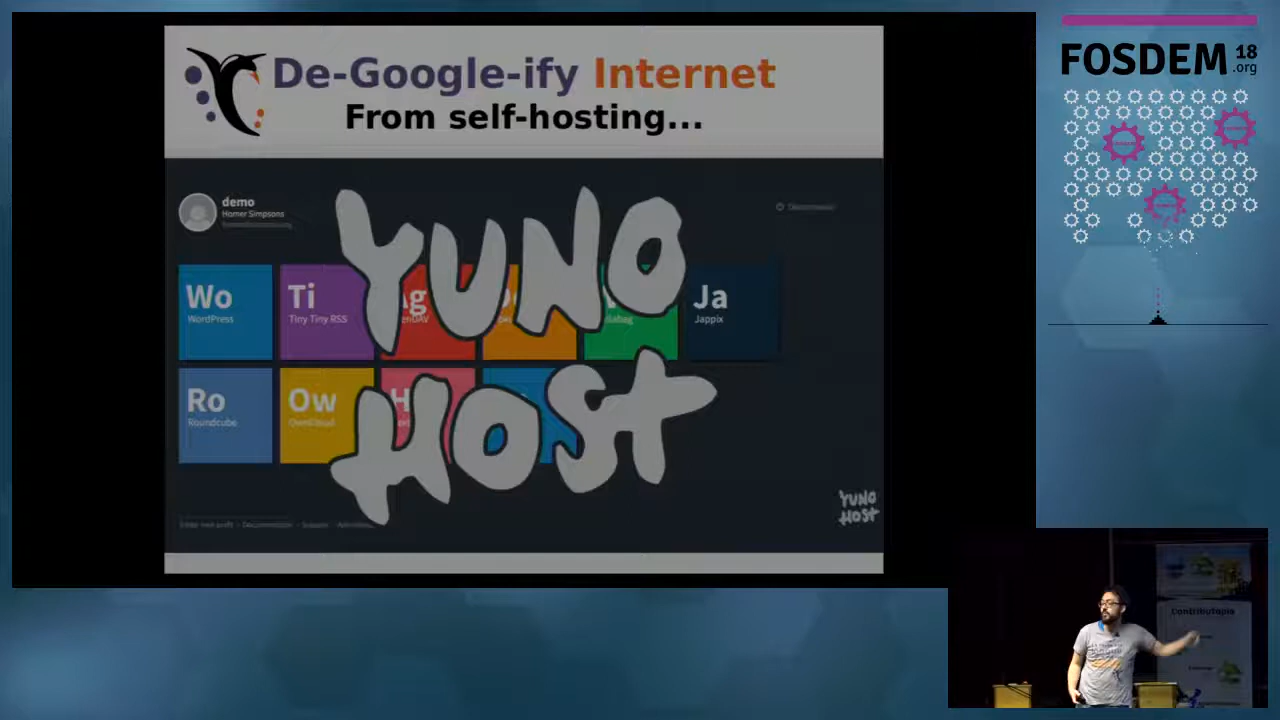 De-Google-ify Internet
From self-hosting...
demo
Homer Simpsons
YUNO
HOST
Wo
WordPress
Ti
Tiny Tiny RSS
Ja
Jappix
Ro
Roundcube
Ow
OwnCloud
YUNO
HOST
FOSDEM 18
.org
Contributopia